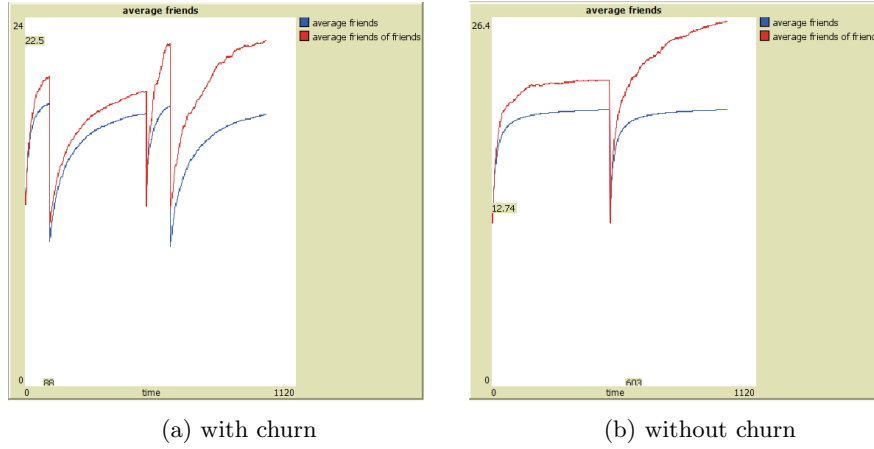 average friends
24
22.5
0
88
0
time
1120
average friends
average friends of friends
(a) with churn
average friends
26.4
12.74
0
603
0
time
1120
average friends
average friends of friend
(b) without churn